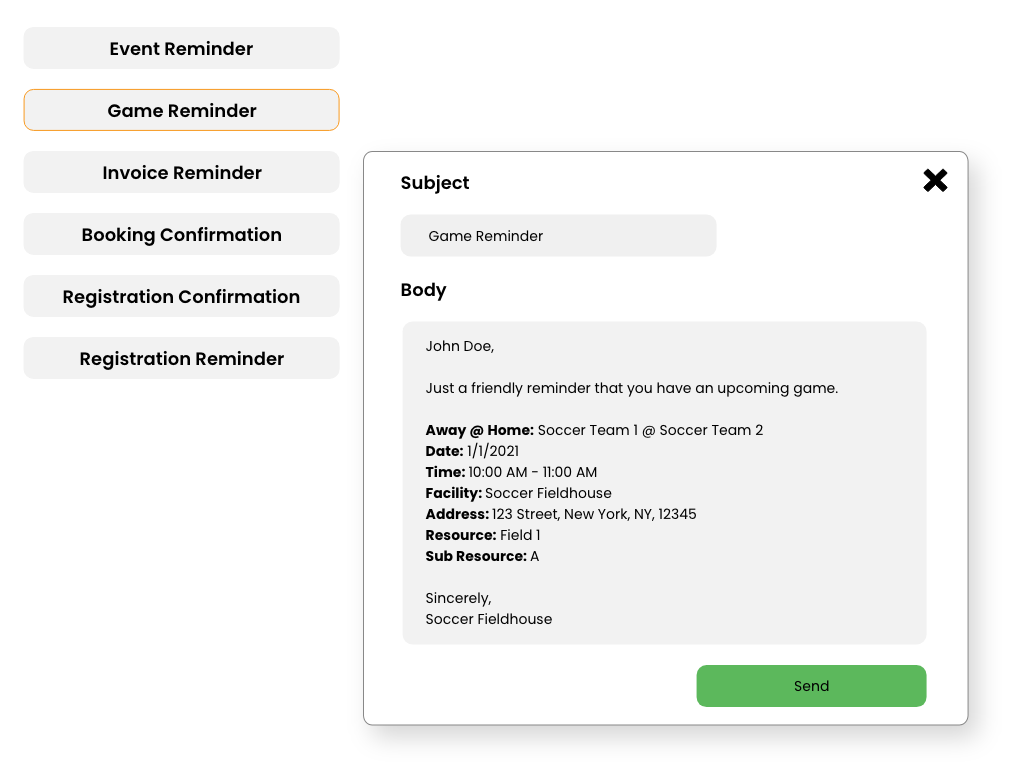 Event Reminder
Game Reminder
Invoice Reminder
Booking Confirmation
Registration Confirmation
Registration Reminder
Subject
Game Reminder
Body
John Doe,
Just a friendly reminder that you have an upcoming game.
Away @ Home: Soccer Team 1 @ Soccer Team 2
Date: 1/1/2021
Time: 10:00 AM - 11:00 AM
Facility: Soccer Fieldhouse
Address: 123 Street, New York, NY, 12345
Resource: Field 1
Sub Resource: A
Sincerely,
Soccer Fieldhouse
Send